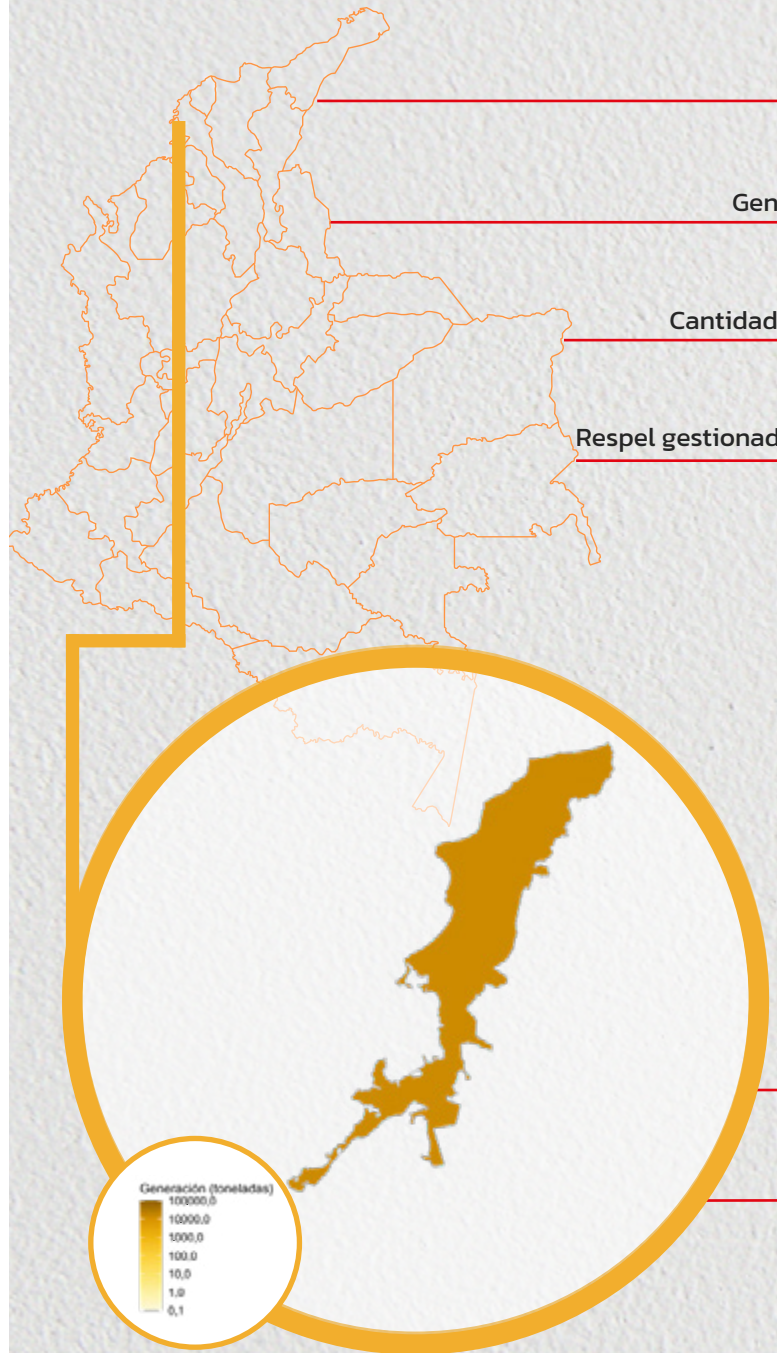 Gen
Cantidad
Respel gestionad
Generación (toneladas)
100000,0
10000,0
1000,0
100,0
10,0
1,0
0,1